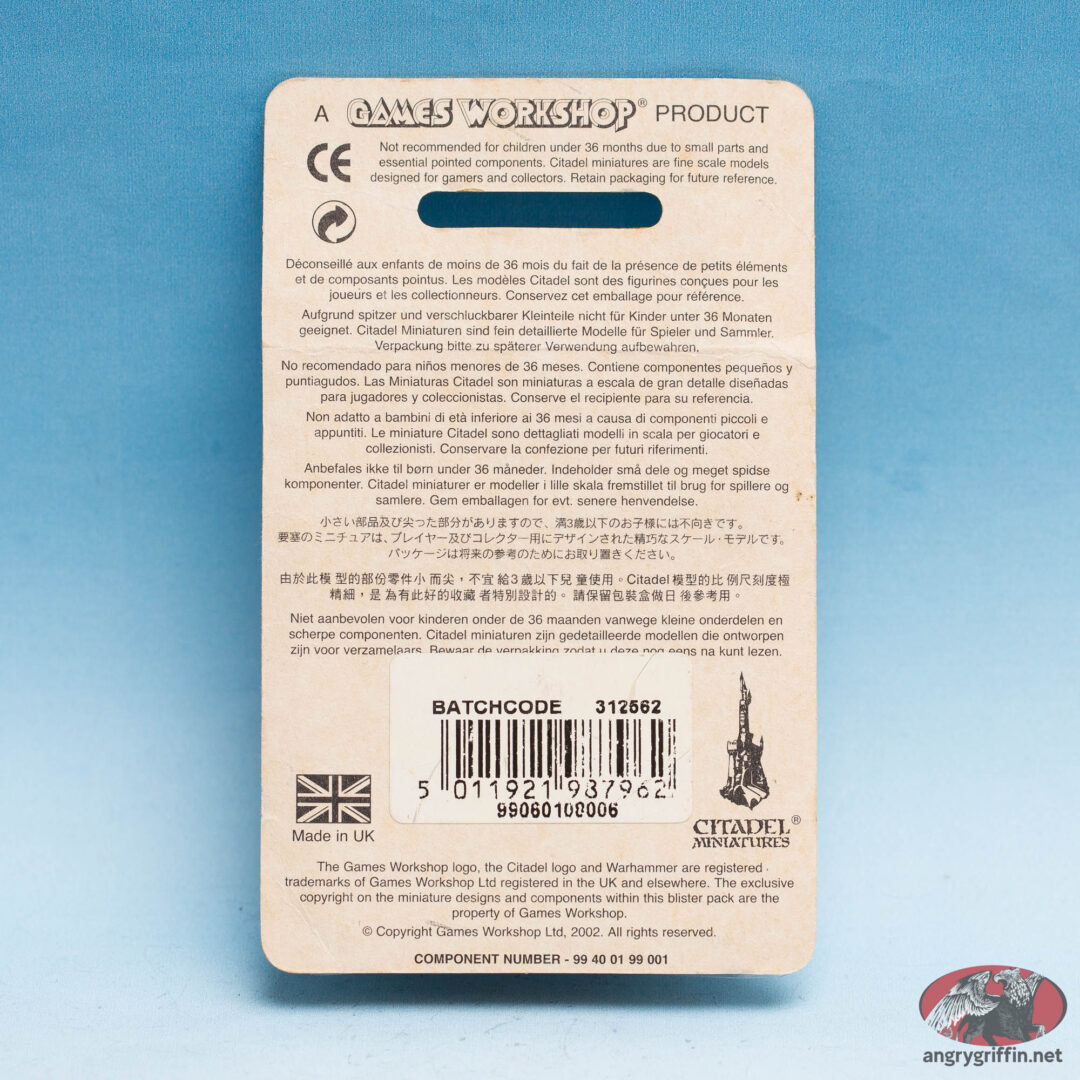 A GAMES WORKSHOP® PRODUCT
CE
Not recommended for children under 36 months due to small parts and
essential pointed components. Citadel miniatures are fine scale models
designed for gamers and collectors. Retain packaging for future reference.
Déconseillé aux enfants de moins de 36 mois du fait de la présence de petits éléments
et de composants pointus. Les modèles Citadel sont des figurines conçues pour les
joueurs et les collectionneurs. Conservez cet emballage pour référence.
Aufgrund spitzer und verschluckbarer Kleinteile nicht für Kinder unter 36 Monaten
geeignet. Citadel Miniaturen sind fein detaillierte Modelle für Spieler und Sammler.
Verpackung bitte zu späterer Verwendung aufbewahren.
No recomendado para niños menores de 36 meses. Contiene componentes pequeños y
puntiagudos. Las Miniaturas Citadel son miniaturas a escala de gran detalle diseñadas
para jugadores y coleccionistas. Conserve el recipiente para su referencia.
Non adatto a bambini di età inferiore ai 36 mesi a causa di componenti piccoli e
appuntiti. Le miniature Citadel sono dettagliati modelli in scala per giocatori e
collezionisti. Conservare la confezione per futuri riferimenti.
Anbefales ikke til børn under 36 måneder. Indeholder små dele og meget spidse
komponenter. Citadel miniaturer er modeller i lille skala fremstillet til brug for spillere og
samlere. Gem emballagen for evt. senere henvendelse.
小さい部品及び尖った部分がありますので、満3歳以下のお子様には不向きです。
要塞のミニチュアは、プレイヤー及びコレクター用にデザインされた精巧なスケール・モデルです。
パッケージは将来の参考のためにお取り置きください。
由於此模 型的部份零件小 而尖，不宜 給3歲以下兒 童使用。Citadel 模型的比 例尺刻度極
精細，是 為有此好的收藏 者特別設計的。 請保留包裝盒做日 後參考用。
Niet aanbevolen voor kinderen onder de 36 maanden vanwege kleine onderdelen en
scherpe componenten. Citadel miniaturen zijn gedetailleerde modellen die ontworpen
zijn voor verzamelaars. Bewaar de verpakking zodat u deze nog eens na kunt lezen.
BATCHCODE 312562
5 011921 987962
99060108006
Made in UK
CITADEL®
MINIATURES
The Games Workshop logo, the Citadel logo and Warhammer are registered
trademarks of Games Workshop Ltd registered in the UK and elsewhere. The exclusive
copyright on the miniature designs and components within this blister pack are the
property of Games Workshop.
© Copyright Games Workshop Ltd, 2002. All rights reserved.
COMPONENT NUMBER - 99 40 01 99 001
angrygriffin.net